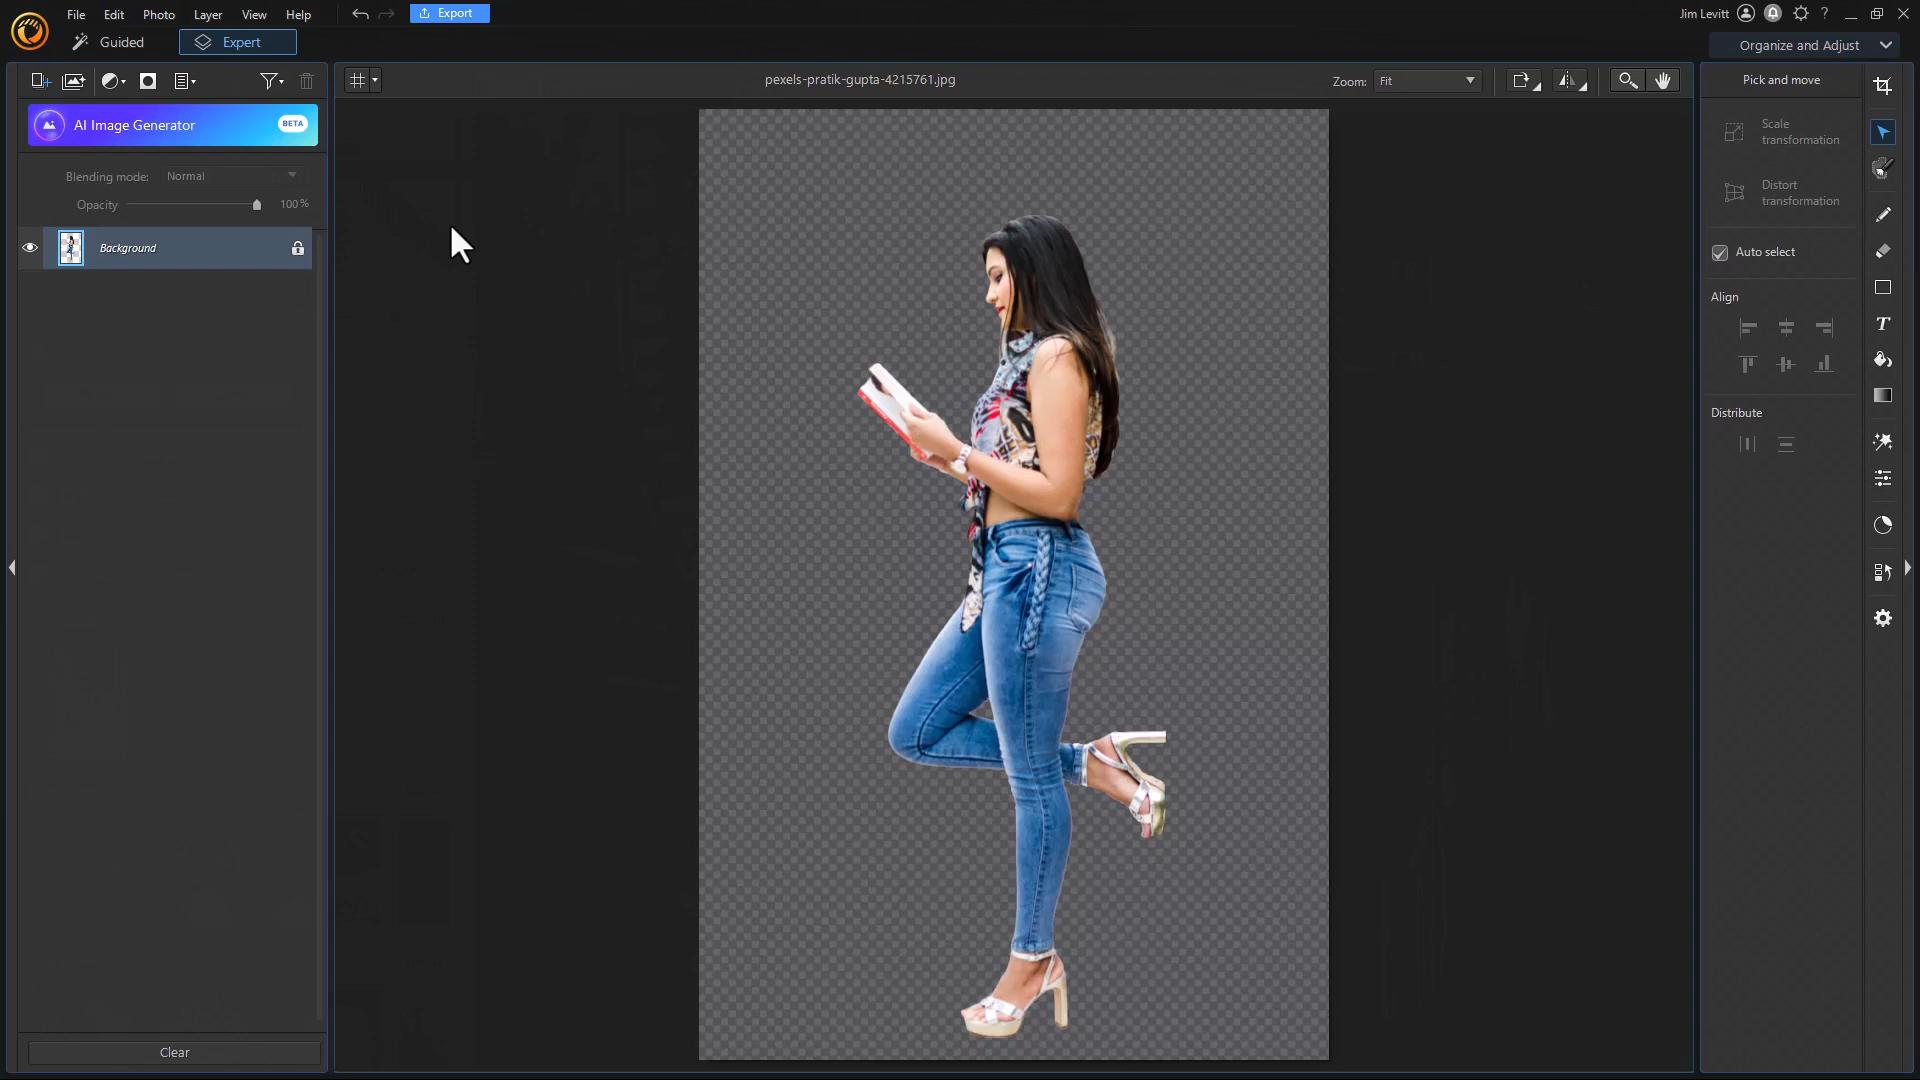 File Edit Photo Layer View Help Export Jim Levitt ?
Guided Expert Organize and Adjust
pexels-pratik-gupta-4215761.jpg Zoom: Fit Pick and move
AI Image Generator BETA
Scale
transformation
Blending mode: Normal
Distort
transformation
Opacity 100%
Background
Auto select
Align
T
Distribute
Clear